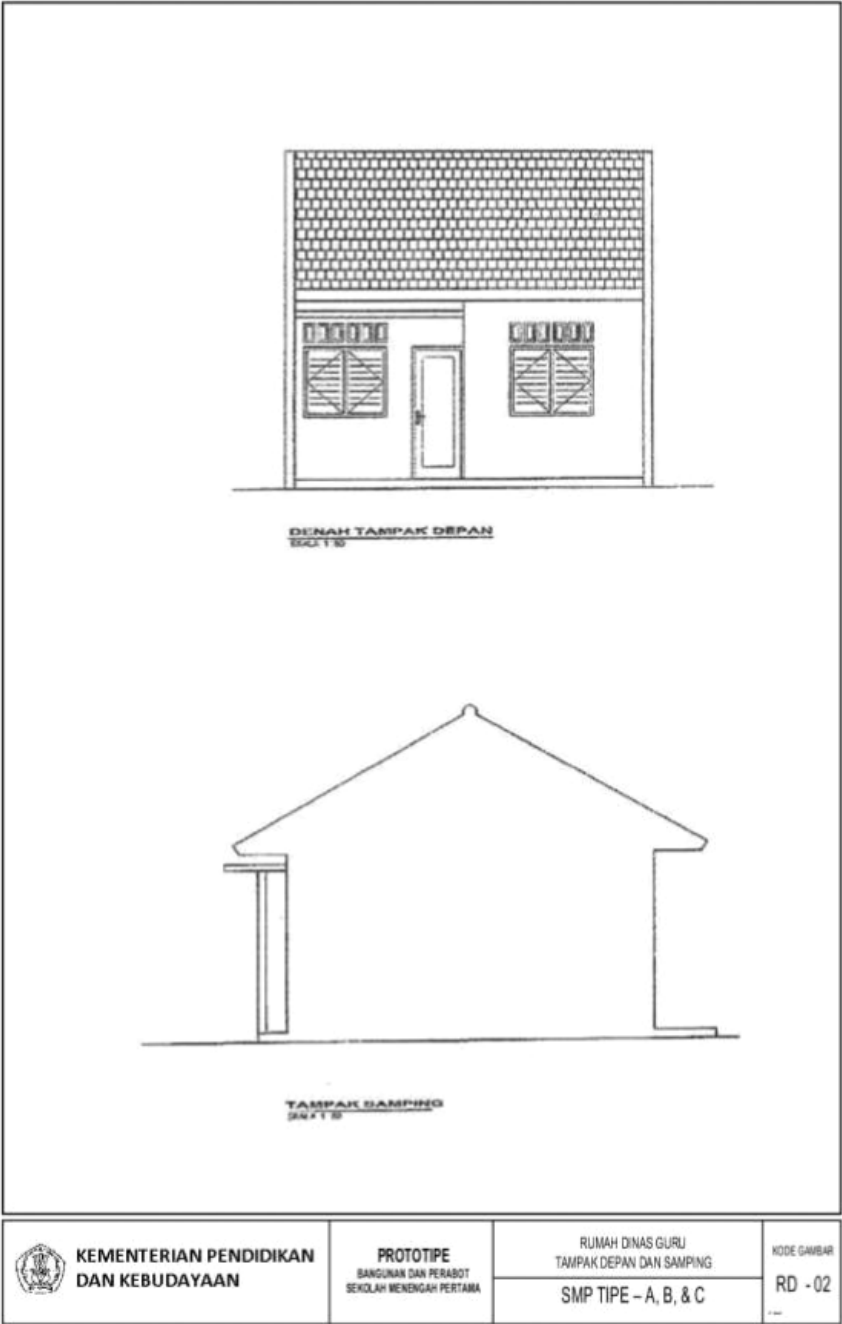 DENAH TAMPAK DEPAN
TAMPAK SAMPING
KEMENTERIAN PENDIDIKAN
DAN KEBUDAYAAN
PROTOTIPE
BANGUNAN DAN PERABOT
SEKOLAH MENENGAH PERTAMA
RUMAH DINAS GURU
TAMPAK DEPAN DAN SAMPING
SMP TIPE – A, B, & C
KODE GAMBAR
RD - 02